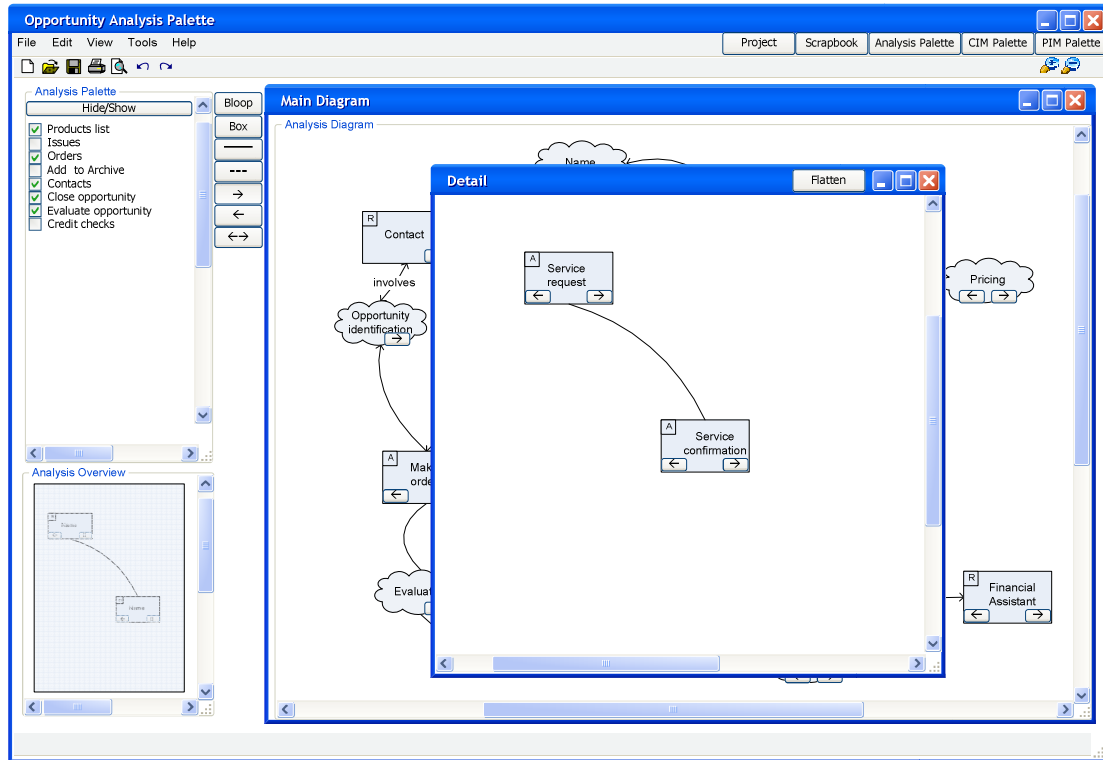 Opportunity Analysis Palette
File Edit View Tools Help
Project Scrapbook Analysis Palette CIM Palette PIM Palette
Analysis Palette
Hide/Show
Products list
Issues
Orders
Add to Archive
Contacts
Close opportunity
Evaluate opportunity
Credit checks
Bloop
Box
Analysis Overview
Main Diagram
Analysis Diagram
Name
R
Contact
involves
Opportunity
identification
A
Mak
orde
Evaluat
Pricing
R
Financial
Assistant
Detail
Flatten
A
Service
request
A
Service
confirmation